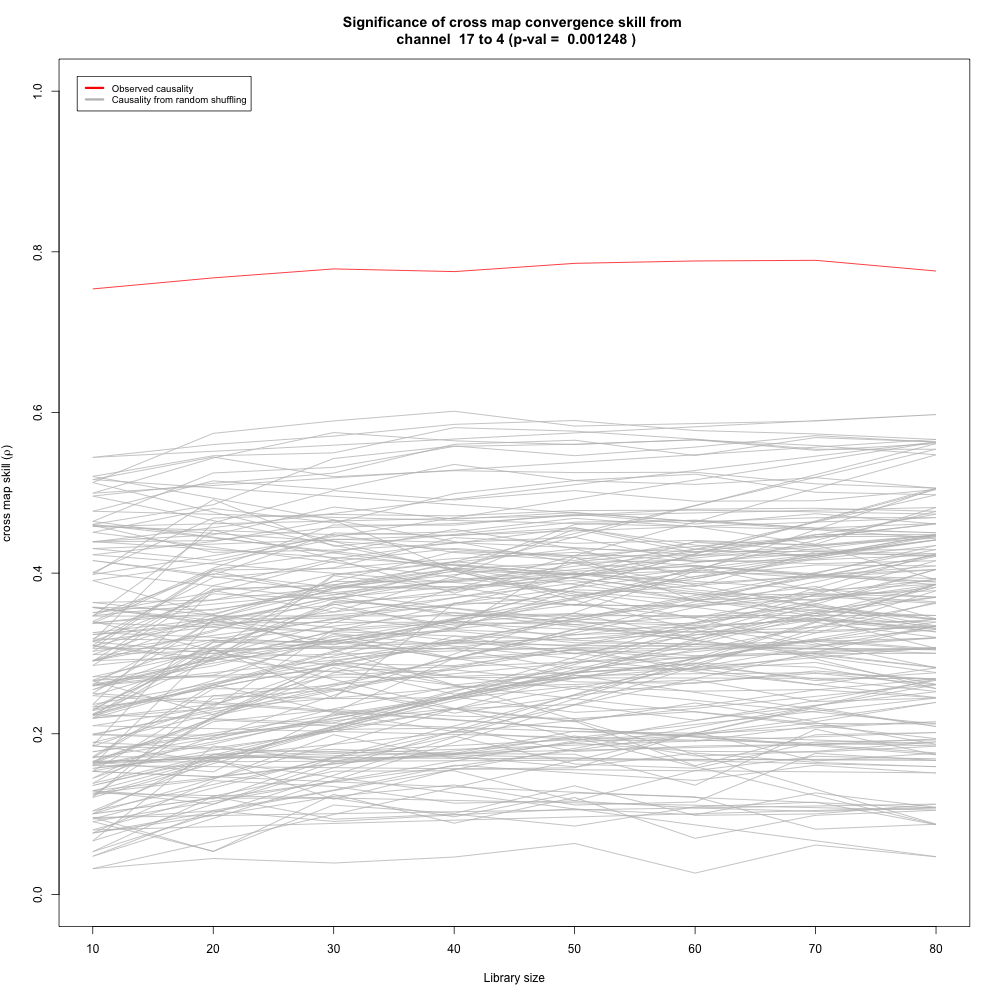 Significance of cross map convergence skill from
channel  17 to 4 (p-val =  0.001248 )
Observed causality
Causality from random shuffling
cross map skill (ρ)
1.0
0.8
0.6
0.4
0.2
0.0
10 20 30 40 50 60 70 80
Library size